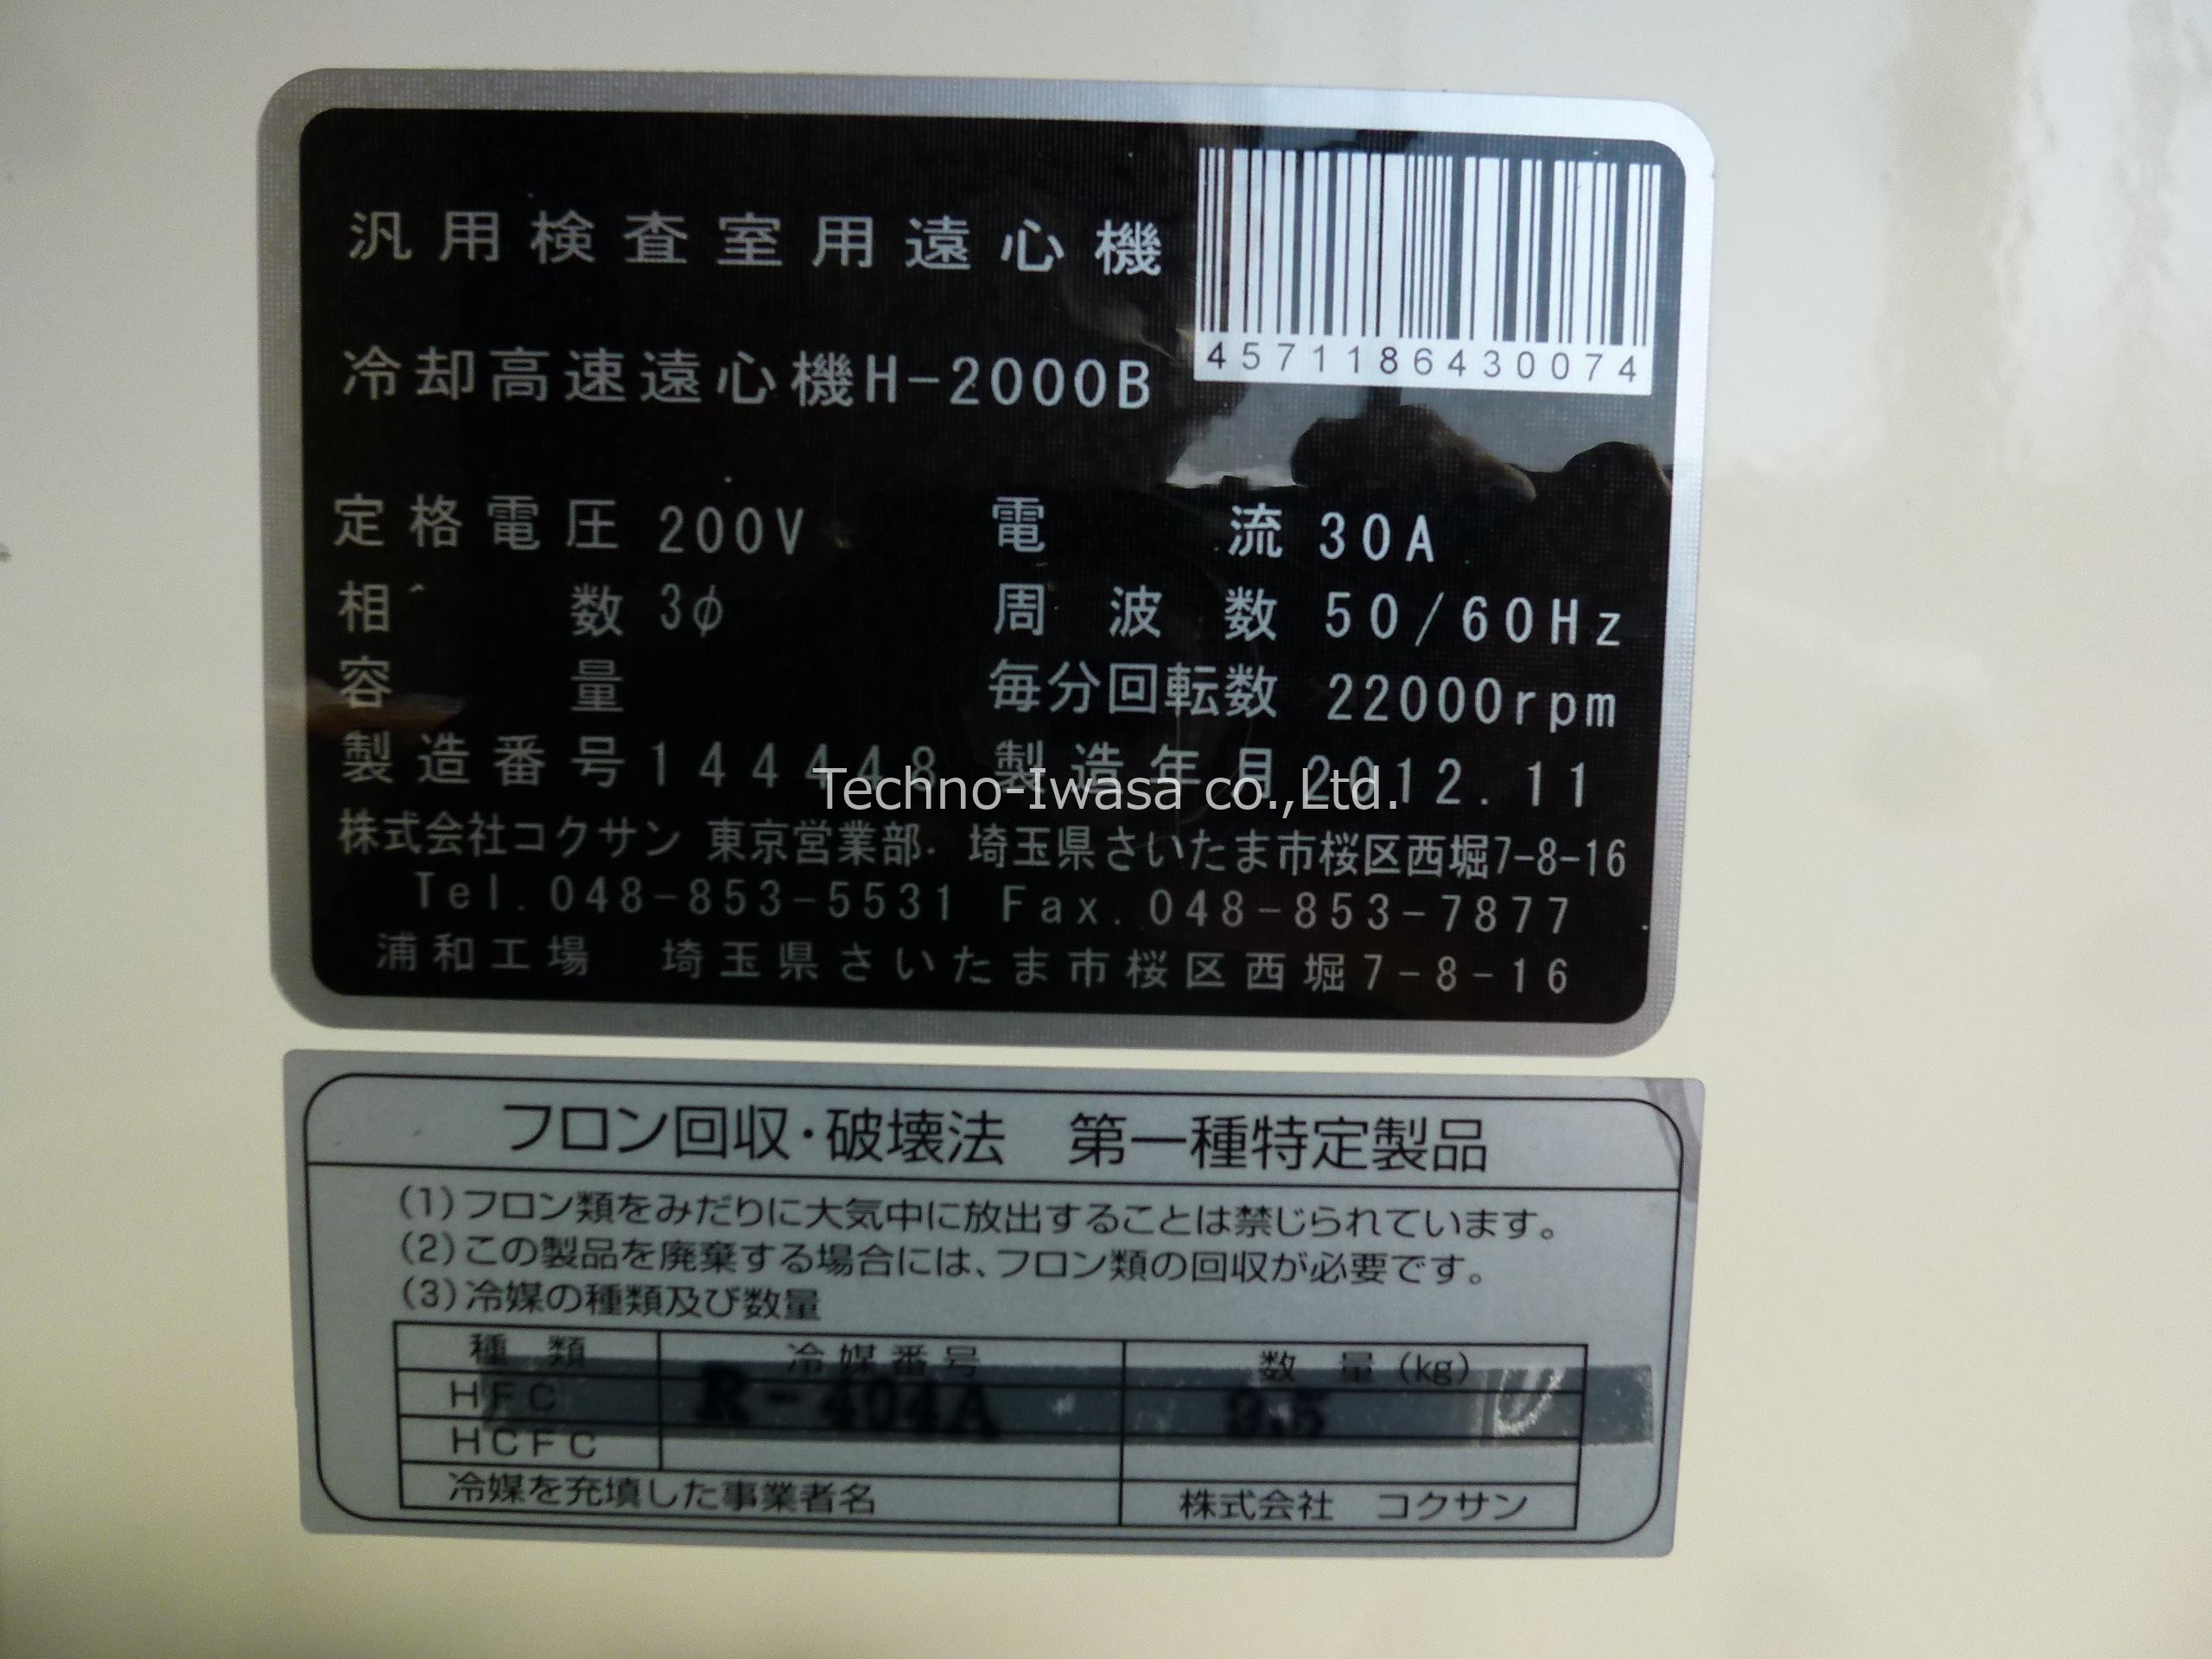 汎用検査室用遠心機
4571186430074
冷却高速遠心機H-2000B
定格電圧 200V 電流 30A
相数 3φ 周波数 50/60Hz
容量 毎分回転数 22000rpm
製造番号 144448 製造年月 2012.11
Techno-Iwasa co.,Ltd.
株式会社コクサン 東京営業部 埼玉県さいたま市桜区西堀7-8-16
Tel.048-853-5531 Fax.048-853-7877
浦和工場 埼玉県さいたま市桜区西堀7-8-16
フロン回収・破壊法 第一種特定製品
(1)フロン類をみだりに大気中に放出することは禁じられています。
(2)この製品を廃棄する場合には、フロン類の回収が必要です。
(3)冷媒の種類及び数量
種類 冷媒番号 数量(kg)
HFC R-404A
HCFC
冷媒を充填した事業者名 株式会社 コクサン